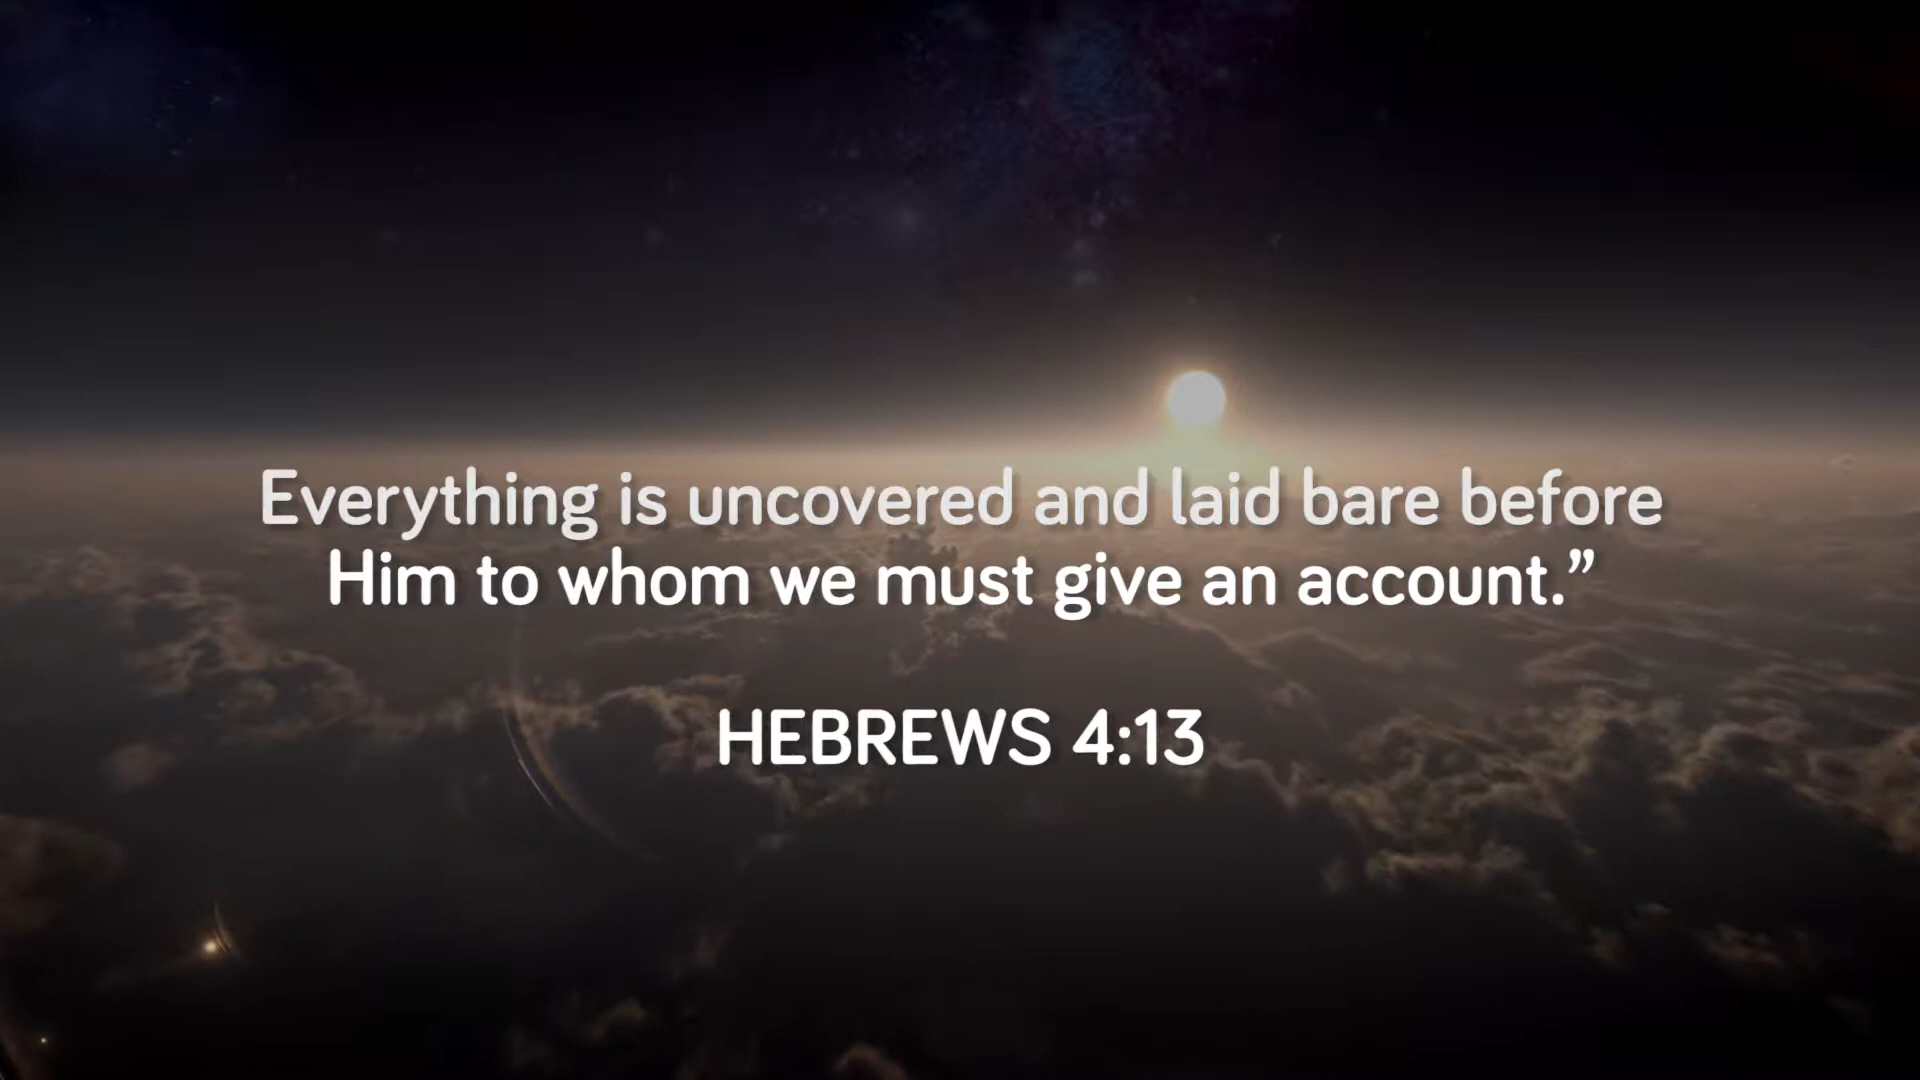 Everything is uncovered and laid bare before
Him to whom we must give an account.”
HEBREWS 4:13